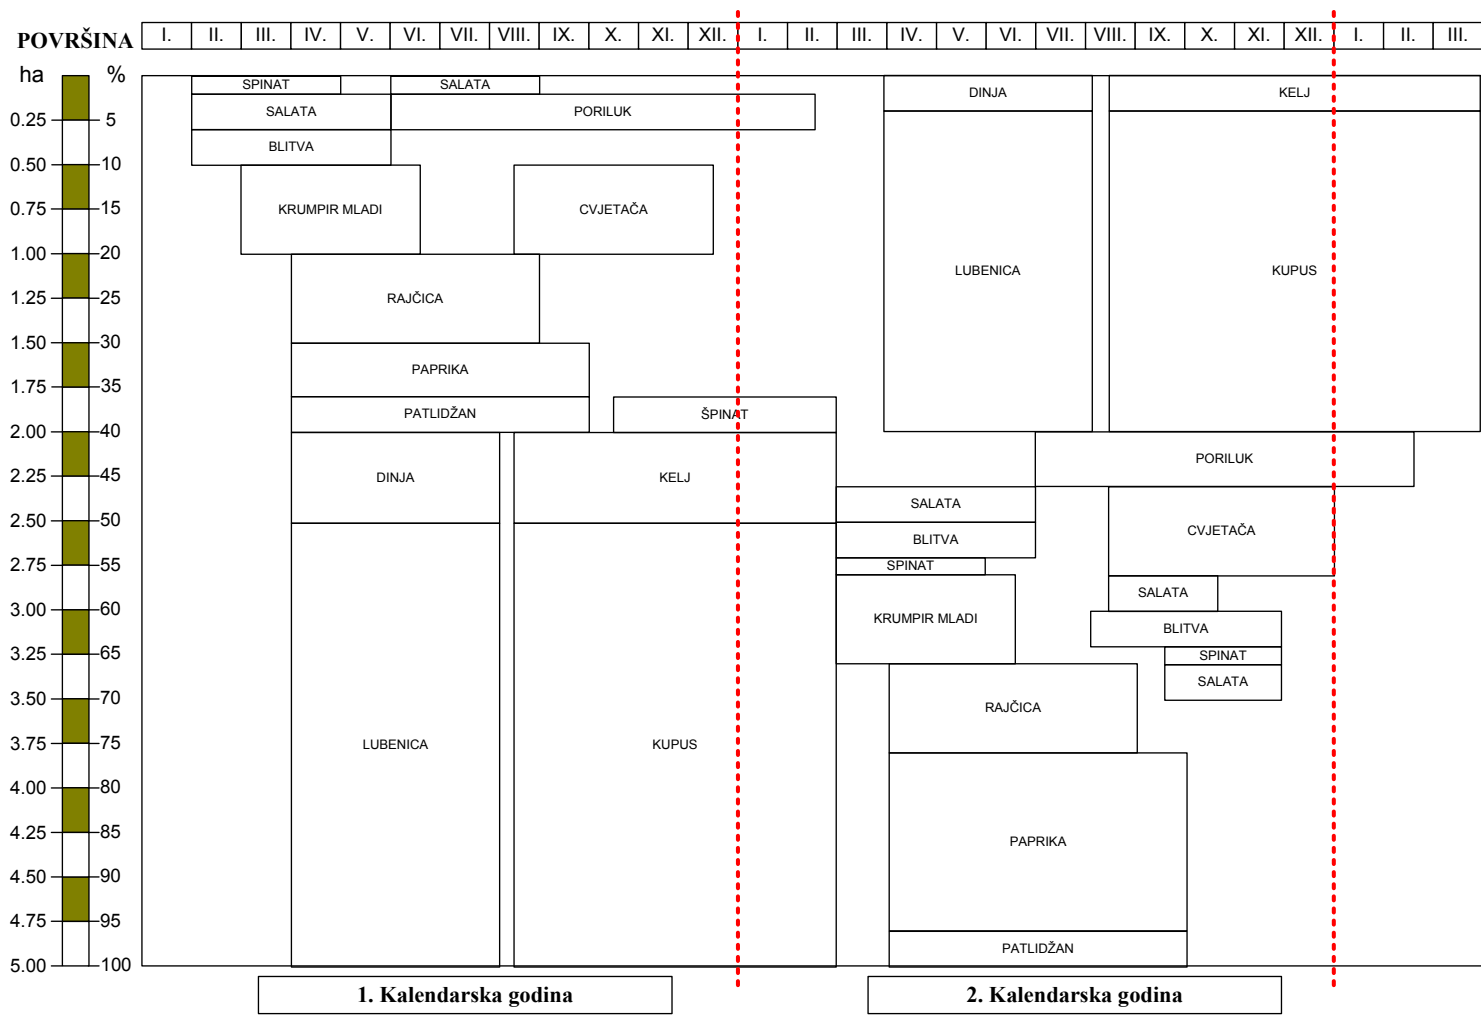 POVRŠINA I. II. III. IV. V. VI. VII. VIII. IX. X. XI. XII. I. II. III. IV. V. VI. VII. VIII. IX. X. XI. XII. I. II. III.
ha %
SPINAT SALATA DINJA KELJ
SALATA PORILUK
0.25 5
BLITVA
0.50 10
KRUMPIR MLADI CVJETAČA
0.75 15
1.00 20
LUBENICA KUPUS
RAJČICA
1.25 25
1.50 30
PAPRIKA
1.75 35
PATLIDŽAN ŠPINAT
2.00 40
PORILUK
DINJA KELJ
2.25 45
SALATA
2.50 50
CVJETAČA
BLITVA
2.75 55
SPINAT
SALATA
3.00 60
KRUMPIR MLADI
BLITVA
3.25 65
SPINAT
SALATA
3.50 70
RAJČICA
3.75 75
LUBENICA KUPUS
4.00 80
4.25 85
PAPRIKA
4.50 90
4.75 95
PATLIDŽAN
5.00 100
1. Kalendarska godina 2. Kalendarska godina